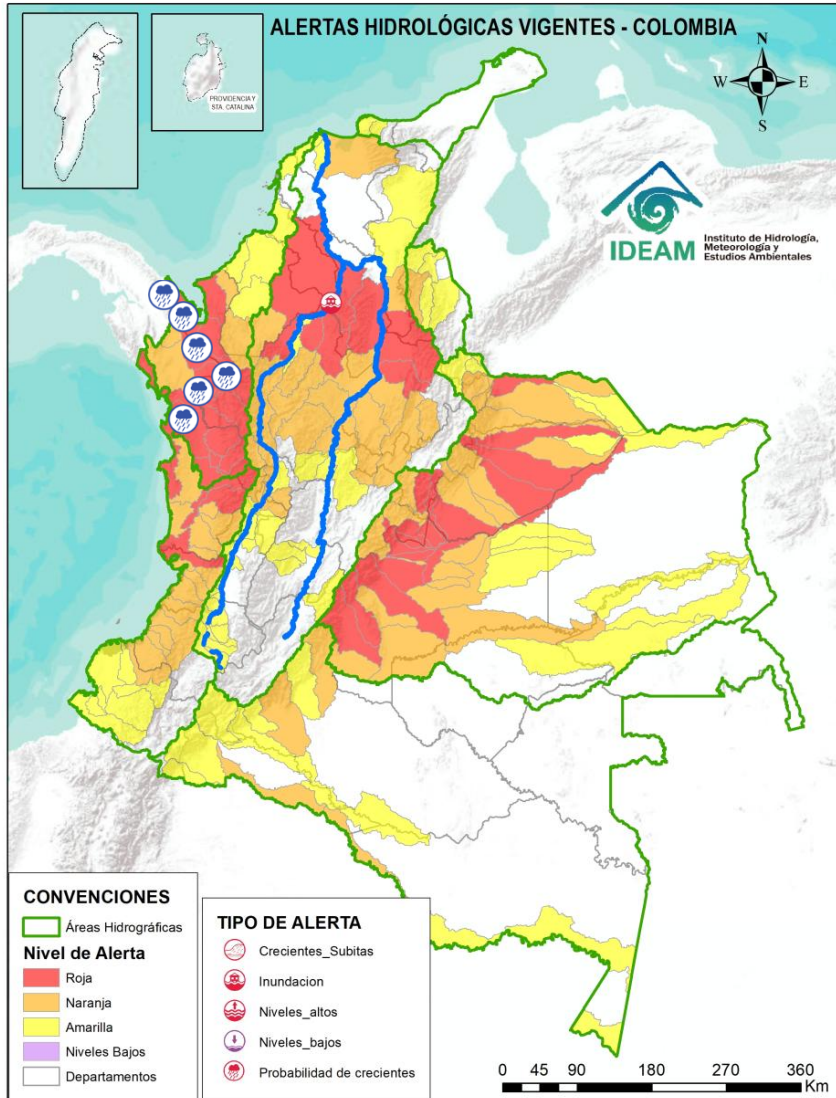 ALERTAS HIDROLÓGICAS VIGENTES - COLOMBIA
PROVIDENCIA Y
STA. CATALINA
N
W
E
S
IDEAM
Instituto de Hidrología,
Meteorología y
Estudios Ambientales
CONVENCIONES
Áreas Hidrográficas
Nivel de Alerta
Roja
Naranja
Amarilla
Niveles Bajos
Departamentos
TIPO DE ALERTA
Crecientes_Subitas
Inundacion
Niveles_altos
Niveles_bajos
Probabilidad de crecientes
0 45 90 180 270 360
Km